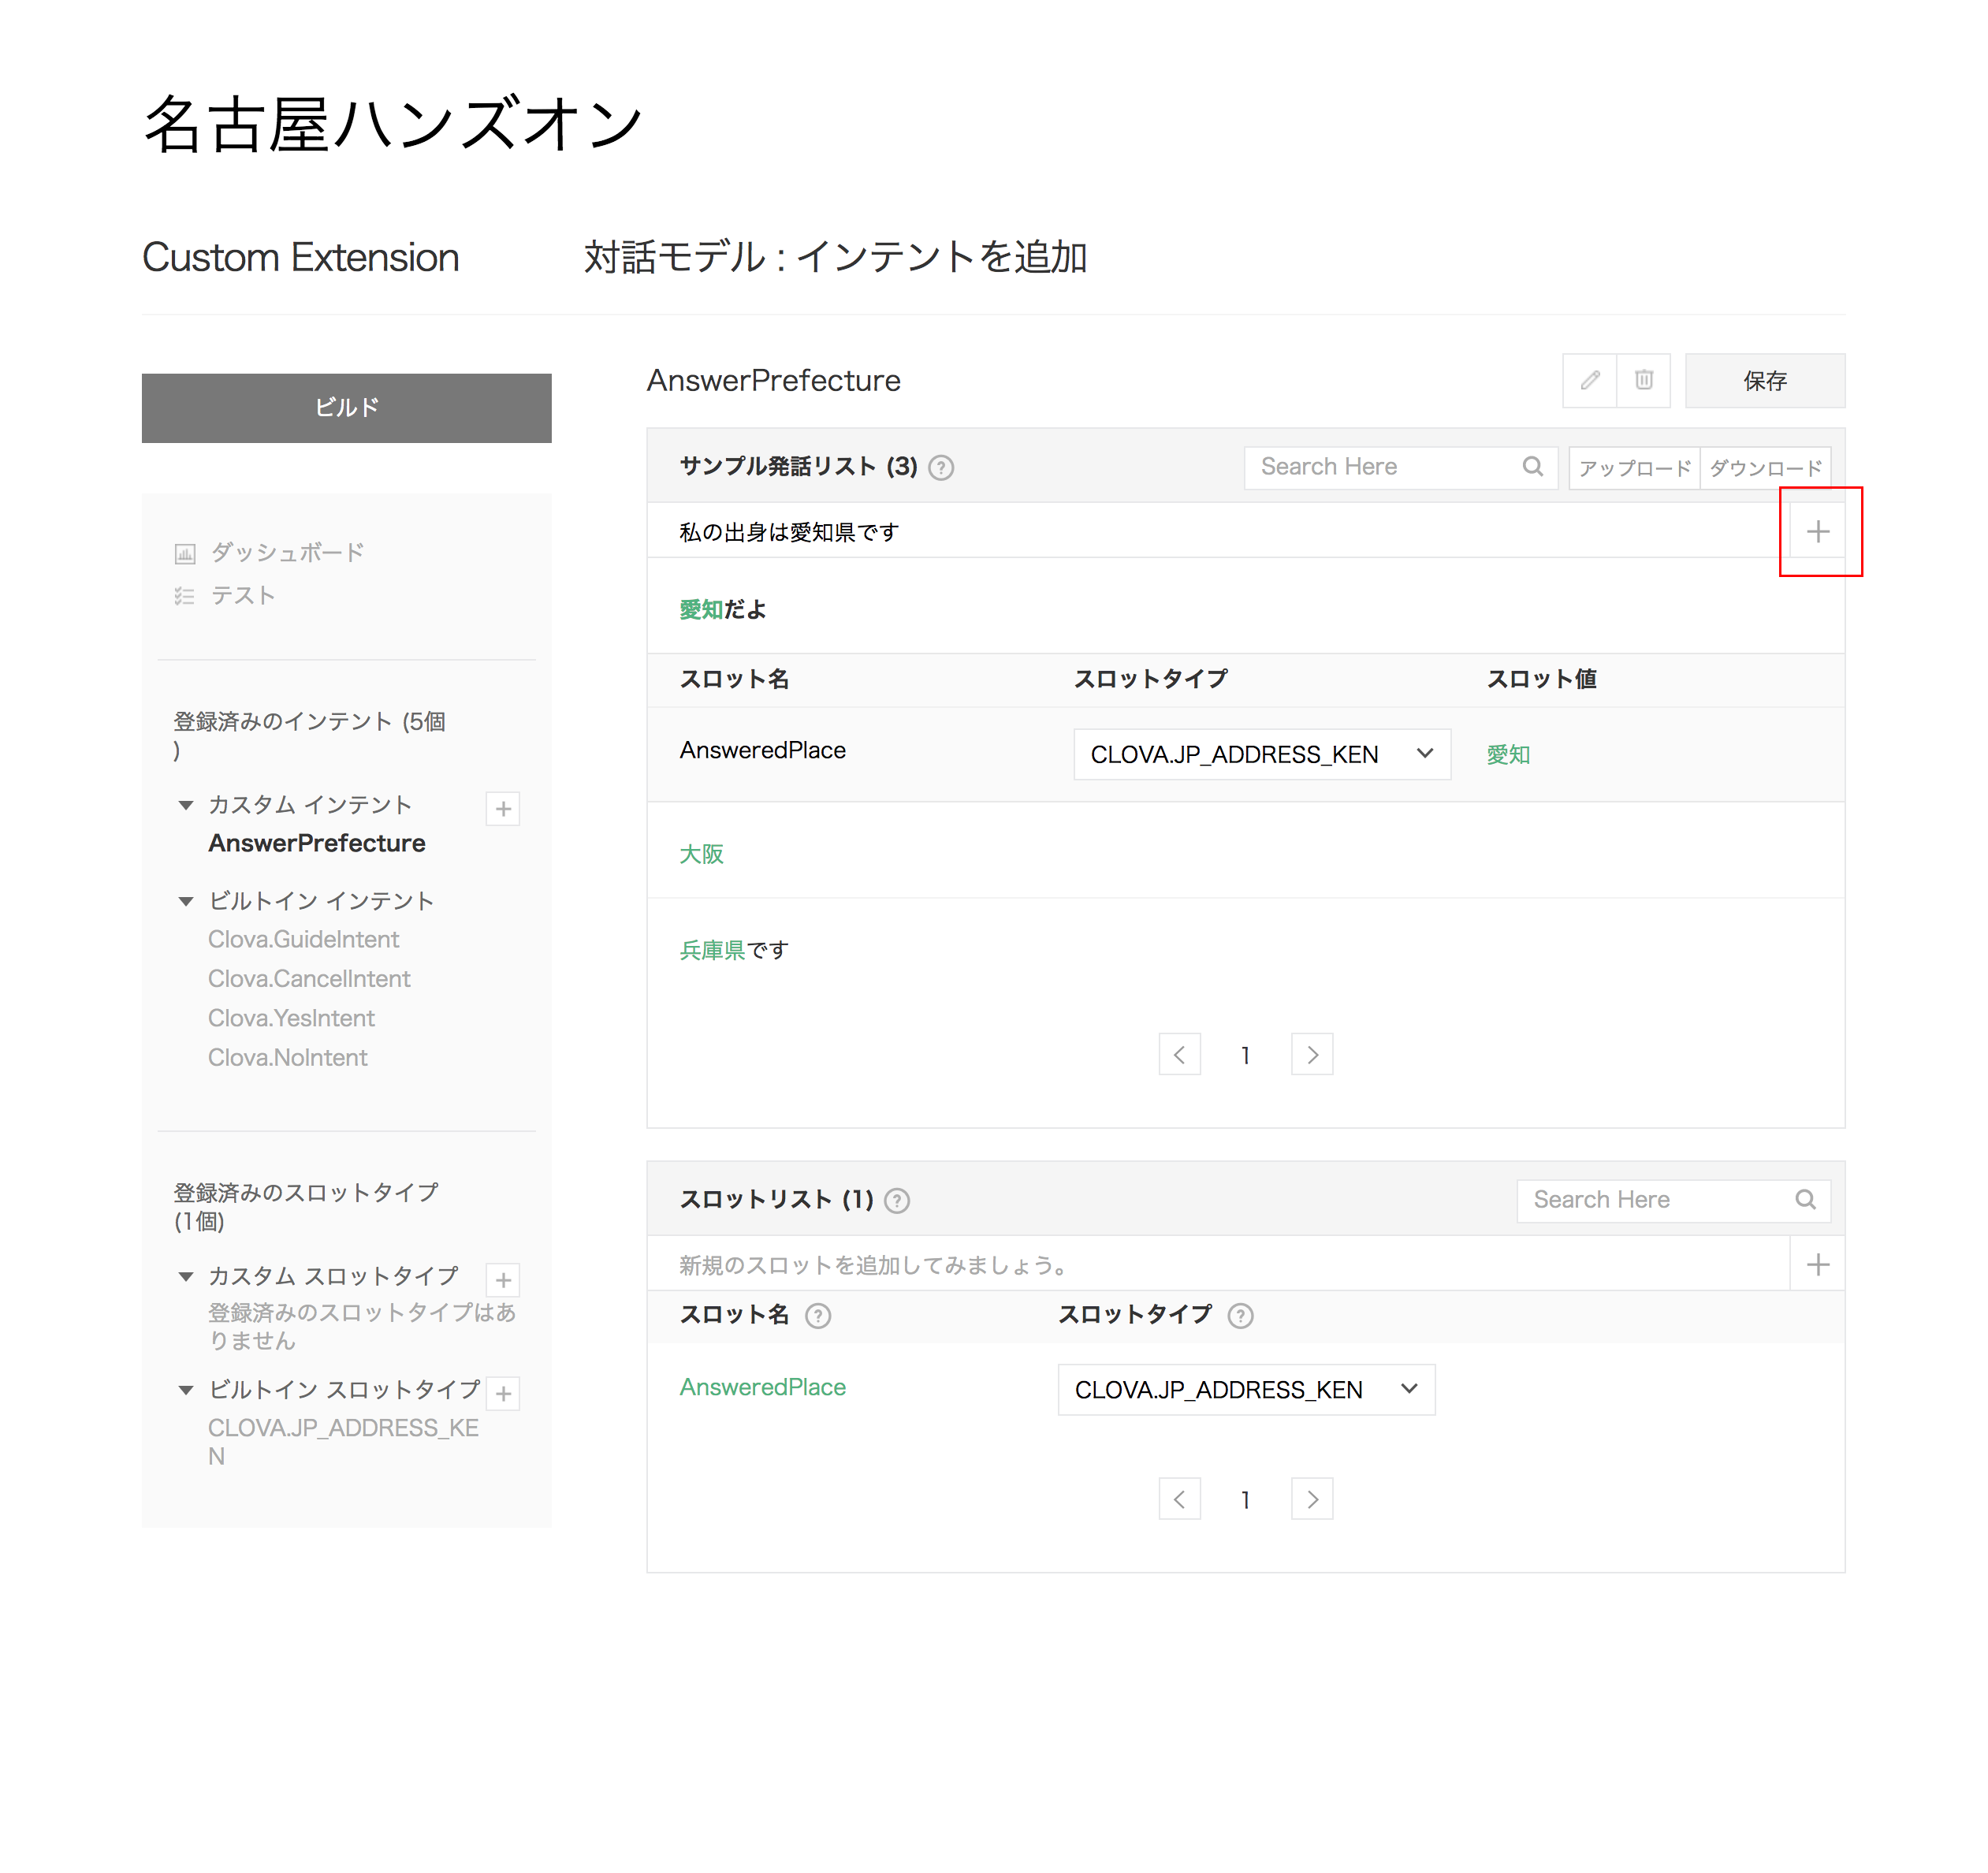 名古屋ハンズオン
Custom Extension
対話モデル : インテントを追加
ビルド
ダッシュボード
テスト
登録済みのインテント (5個
)
カスタム インテント
AnswerPrefecture
ビルトイン インテント
Clova.GuideIntent
Clova.CancelIntent
Clova.YesIntent
Clova.NoIntent
登録済みのスロットタイプ
(1個)
カスタム スロットタイプ
登録済みのスロットタイプはあ
りません
ビルトイン スロットタイプ
CLOVA.JP_ADDRESS_KE
N
AnswerPrefecture
保存
サンプル発話リスト (3) ?
Search Here
アップロード
ダウンロード
私の出身は愛知県です
愛知だよ
スロット名 スロットタイプ スロット値
AnsweredPlace CLOVA.JP_ADDRESS_KEN 愛知
大阪
兵庫県です
1
スロットリスト (1) ?
Search Here
新規のスロットを追加してみましょう。
スロット名 ? スロットタイプ ?
AnsweredPlace CLOVA.JP_ADDRESS_KEN
1